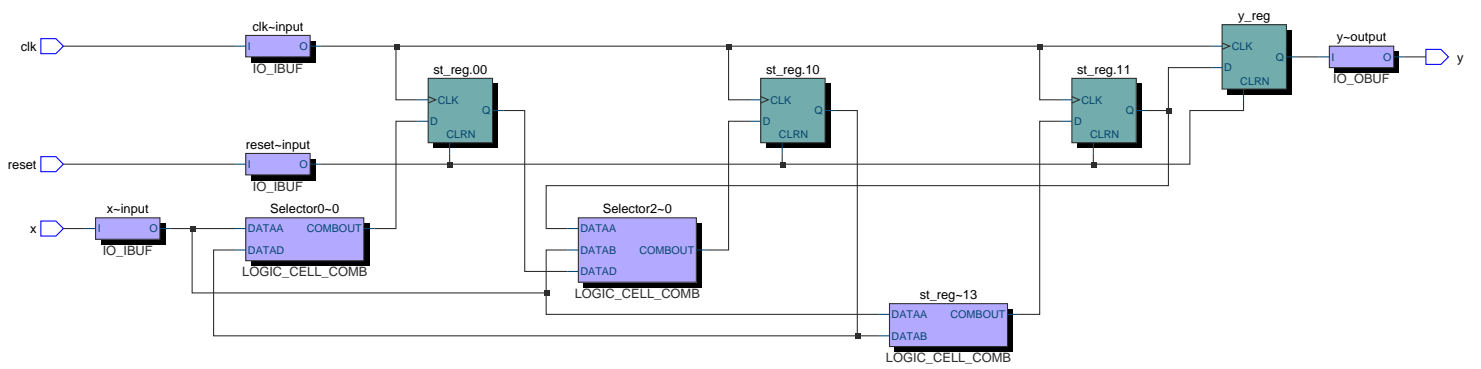 clk
clk~input
I O
IO_IBUF
reset
reset~input
I O
IO_IBUF
x
x~input
I O
IO_IBUF
Selector0~0
DATAA COMBOUT
DATAD
LOGIC_CELL_COMB
st_reg.00
CLK
Q
D
CLRN
Selector2~0
DATAA
DATAB COMBOUT
DATAD
LOGIC_CELL_COMB
st_reg.10
CLK
Q
D
CLRN
st_reg~13
DATAA COMBOUT
DATAB
LOGIC_CELL_COMB
st_reg.11
CLK
Q
D
CLRN
y_reg
CLK
Q
D
CLRN
y~output
I O
IO_OBUF
y